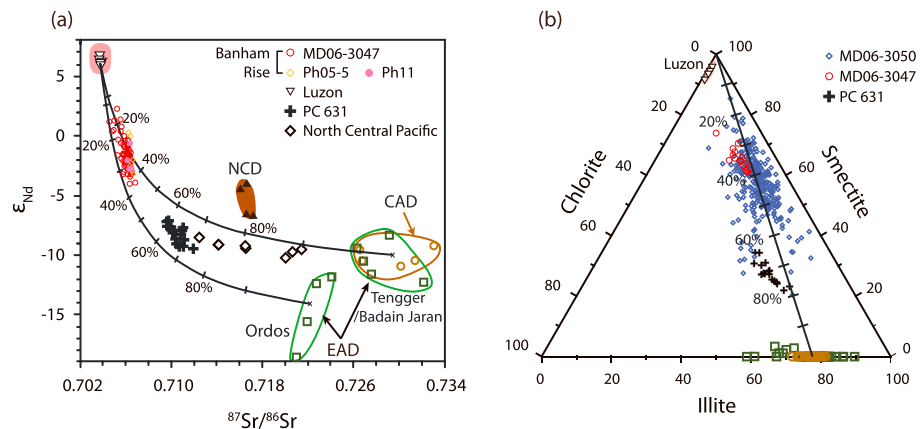 (a)
Banham
Rise
MD06-3047
Ph05-5
Ph11
Luzon
PC 631
North Central Pacific
5
0
-5
-10
-15
εNd
20%
20%
40%
40%
60%
60%
80%
80%
NCD
CAD
Tengger
/Badain Jaran
Ordos
EAD
0.702
0.710
0.718
0.726
0.734
87Sr/86Sr
(b)
MD06-3050
MD06-3047
PC 631
Luzon
0
100
20
80
40
60
60
40
80
20
100
0
20%
40%
60%
80%
Chlorite
Smectite
0
20
40
60
80
100
Illite